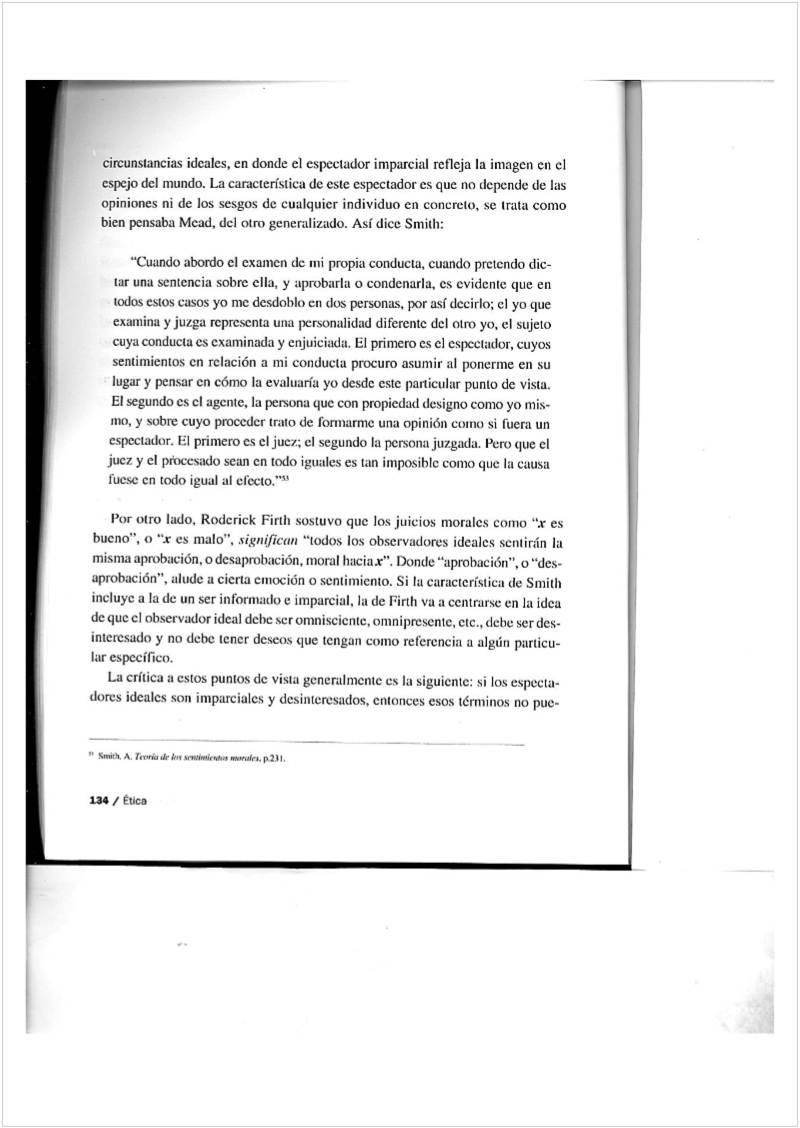 circunstancias ideales, en donde el espectador imparcial refleja la imagen en el
espejo del mundo. La característica de este espectador es que no depende de las
opiniones ni de los sesgos de cualquier individuo en concreto, se trata como
bien pensaba Mead, del otro generalizado. Así dice Smith:
“Cuando abordo el examen de mi propia conducta, cuando pretendo dic-
tar una sentencia sobre ella, y aprobarla o condenarla, es evidente que en
todos estos casos yo me desdoblo en dos personas, por así decirlo; el yo que
examina y juzga representa una personalidad diferente del otro yo, el sujeto
cuya conducta es examinada y enjuiciada. El primero es el espectador, cuyos
sentimientos en relación a mi conducta procuro asumir al ponerme en su
lugar y pensar en cómo la evaluaría yo desde este particular punto de vista.
El segundo es el agente, la persona que con propiedad designo como yo mis-
mo, y sobre cuyo proceder trato de formarme una opinión como si fuera un
espectador. El primero es el juez; el segundo la persona juzgada. Pero que el
juez y el procesado sean en todo iguales es tan imposible como que la causa
fuese en todo igual al efecto.”⁵³
Por otro lado, Roderick Firth sostuvo que los juicios morales como “x es
bueno”, o “x es malo”, significan “todos los observadores ideales sentirán la
misma aprobación, o desaprobación, moral hacia x”. Donde “aprobación”, o “des-
aprobación”, alude a cierta emoción o sentimiento. Si la característica de Smith
incluye a la de un ser informado e imparcial, la de Firth va a centrarse en la idea
de que el observador ideal debe ser omnisciente, omnipresente, etc., debe ser des-
interesado y no debe tener deseos que tengan como referencia a algún particu-
lar específico.
La crítica a estos puntos de vista generalmente es la siguiente: si los especta-
dores ideales son imparciales y desinteresados, entonces esos términos no pue-
⁵³ Smith, A. Teoría de los sentimientos morales, p.231.
134 / Ética